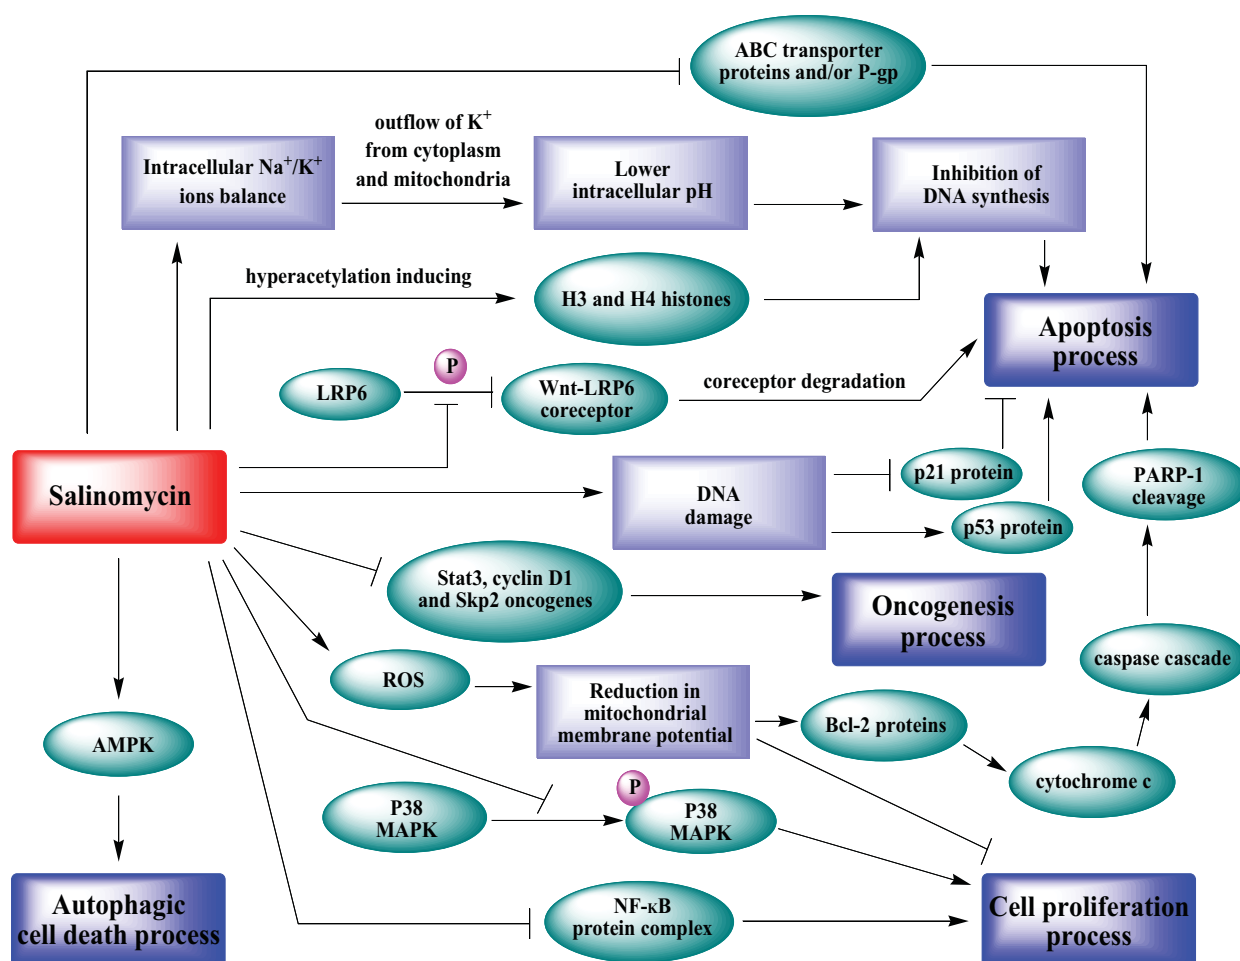 ABC transporter
proteins and/or P-gp
outflow of K⁺
from cytoplasm
and mitochondria
Intracellular Na⁺/K⁺
ions balance
Lower
intracellular pH
Inhibition of
DNA synthesis
hyperacetylation inducing
H3 and H4 histones
Apoptosis
process
P
LRP6
Wnt-LRP6
coreceptor
coreceptor degradation
Salinomycin
DNA
damage
p21 protein
p53 protein
PARP-1
cleavage
Stat3, cyclin D1
and Skp2 oncogenes
Oncogenesis
process
caspase cascade
ROS
Reduction in
mitochondrial
membrane potential
Bcl-2 proteins
cytochrome c
AMPK
P38
MAPK
P
P38
MAPK
Autophagic
cell death process
NF-κB
protein complex
Cell proliferation
process